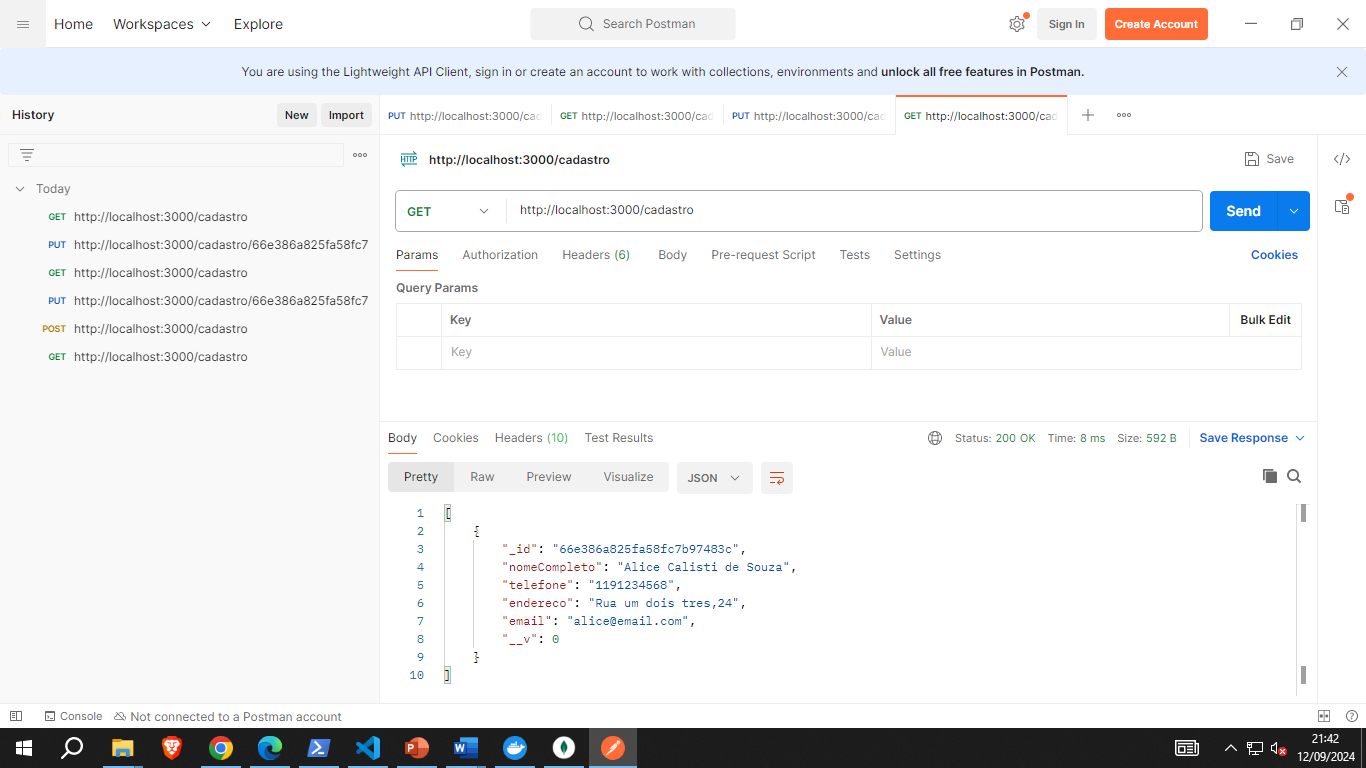 Home Workspaces Explore Search Postman Sign In Create Account
You are using the Lightweight API Client, sign in or create an account to work with collections, environments and unlock all free features in Postman.
History New Import
PUT http://localhost:3000/cad GET http://localhost:3000/cad PUT http://localhost:3000/cad GET http://localhost:3000/cad
HTTP http://localhost:3000/cadastro Save
Today
GET http://localhost:3000/cadastro
PUT http://localhost:3000/cadastro/66e386a825fa58fc7
GET http://localhost:3000/cadastro
PUT http://localhost:3000/cadastro/66e386a825fa58fc7
POST http://localhost:3000/cadastro
GET http://localhost:3000/cadastro
GET http://localhost:3000/cadastro Send
Params Authorization Headers (6) Body Pre-request Script Tests Settings Cookies
Query Params
Key Value Bulk Edit
Key Value
Body Cookies Headers (10) Test Results Status: 200 OK Time: 8 ms Size: 592 B Save Response
Pretty Raw Preview Visualize JSON
1 [
2 {
3 "_id": "66e386a825fa58fc7b97483c",
4 "nomeCompleto": "Alice Calisti de Souza",
5 "telefone": "1191234568",
6 "endereco": "Rua um dois tres,24",
7 "email": "alice@email.com",
8 "__v": 0
9 }
10 ]
Console Not connected to a Postman account
21:42
12/09/2024